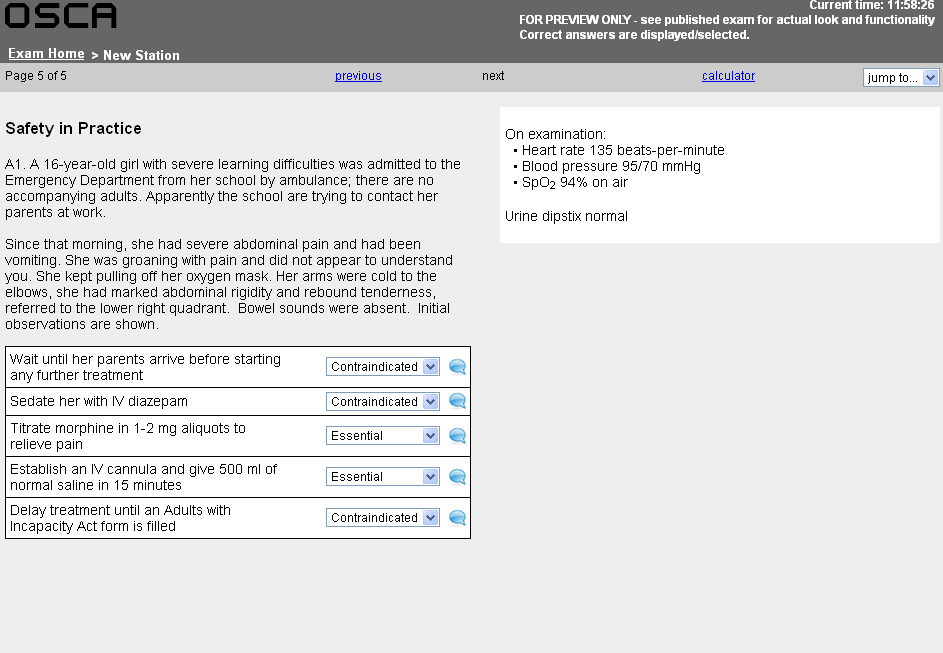 OSCA
Current time: 11:58:26
FOR PREVIEW ONLY - see published exam for actual look and functionality
Correct answers are displayed/selected.
Exam Home > New Station
Page 5 of 5 previous next calculator jump to...
Safety in Practice
A1. A 16-year-old girl with severe learning difficulties was admitted to the
Emergency Department from her school by ambulance; there are no
accompanying adults. Apparently the school are trying to contact her
parents at work.
Since that morning, she had severe abdominal pain and had been
vomiting. She was groaning with pain and did not appear to understand
you. She kept pulling off her oxygen mask. Her arms were cold to the
elbows, she had marked abdominal rigidity and rebound tenderness,
referred to the lower right quadrant. Bowel sounds were absent. Initial
observations are shown.
Wait until her parents arrive before starting
any further treatment
Contraindicated
Sedate her with IV diazepam
Contraindicated
Titrate morphine in 1-2 mg aliquots to
relieve pain
Essential
Establish an IV cannula and give 500 ml of
normal saline in 15 minutes
Essential
Delay treatment until an Adults with
Incapacity Act form is filled
Contraindicated
On examination:
• Heart rate 135 beats-per-minute
• Blood pressure 95/70 mmHg
• SpO2 94% on air
Urine dipstix normal